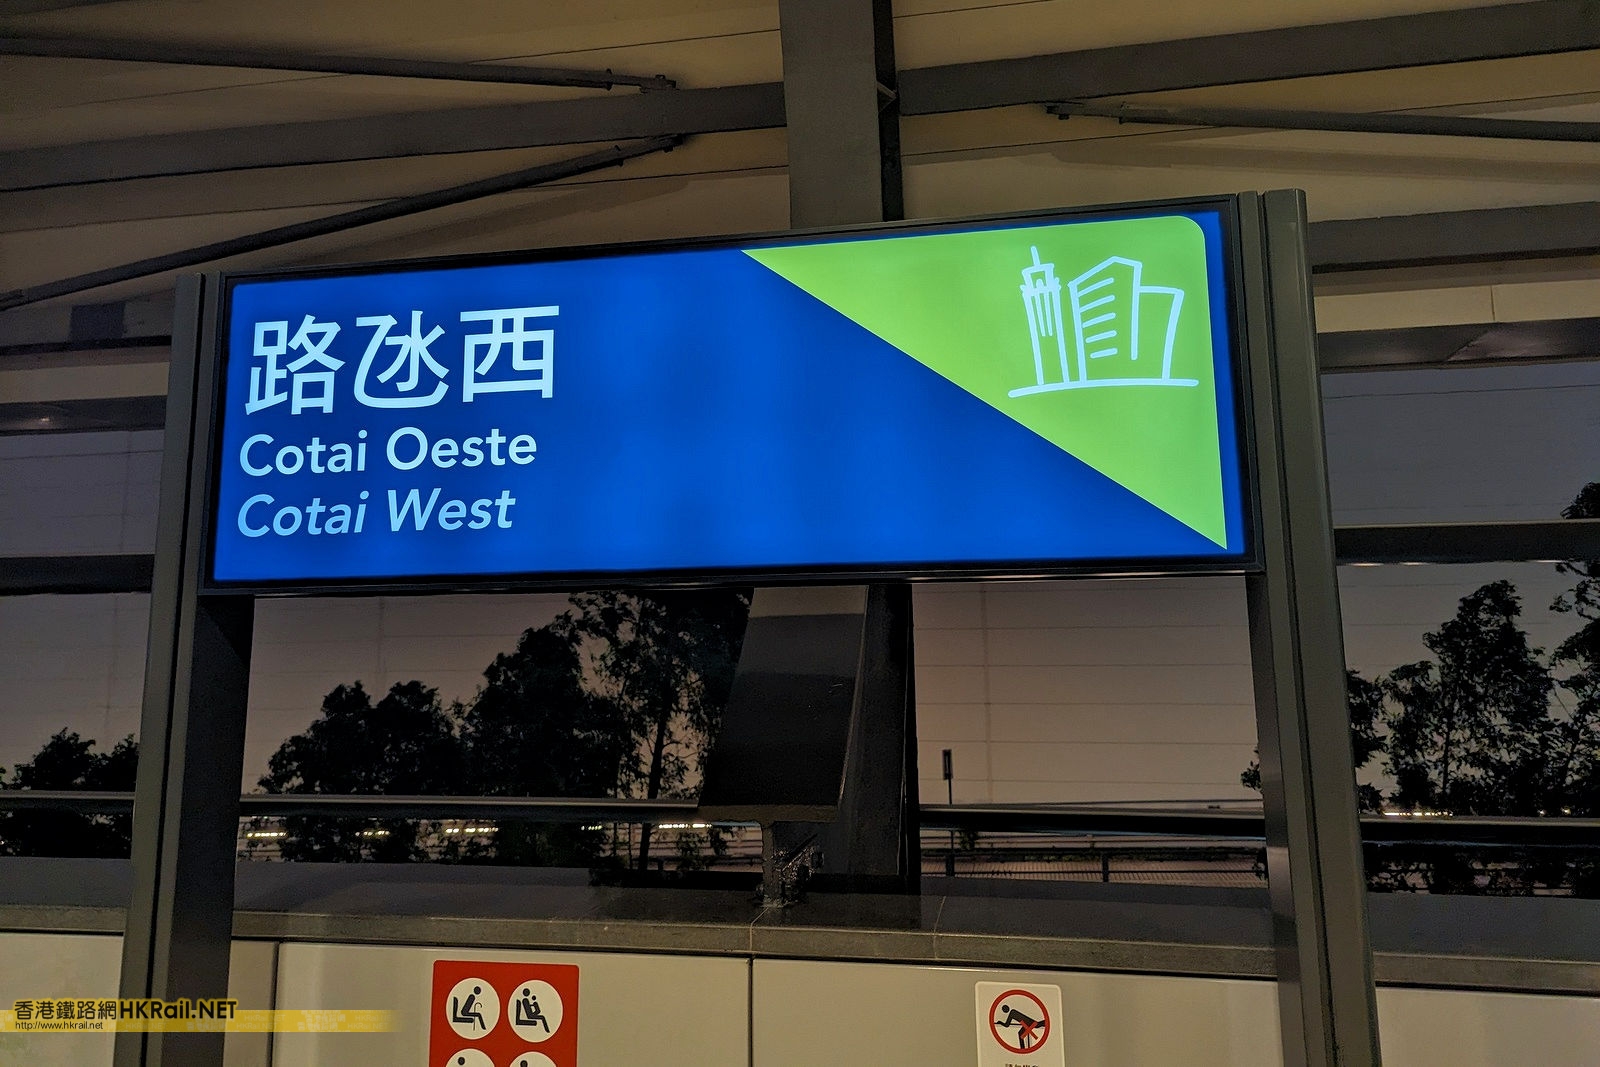 路氹西
Cotai Oeste
Cotai West
香港鐵路網HKRail.NET
http://www.hkrail.net